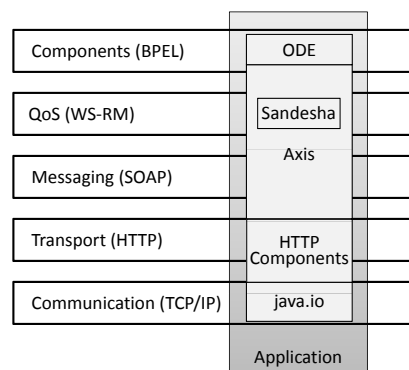 Components (BPEL)
ODE
QoS (WS-RM)
Sandesha
Axis
Messaging (SOAP)
Transport (HTTP)
HTTP
Components
Communication (TCP/IP)
java.io
Application